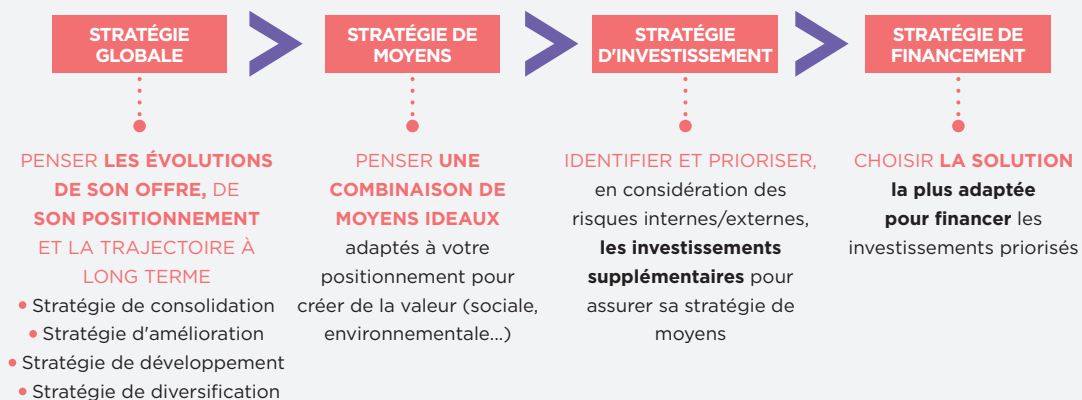 STRATÉGIE
GLOBALE
PENSER LES ÉVOLUTIONS
DE SON OFFRE, DE
SON POSITIONNEMENT
ET LA TRAJECTOIRE À
LONG TERME
• Stratégie de consolidation
• Stratégie d'amélioration
• Stratégie de développement
• Stratégie de diversification
STRATÉGIE DE
MOYENS
PENSER UNE
COMBINAISON DE
MOYENS IDEAUX
adaptés à votre
positionnement pour
créer de la valeur (sociale,
environnementale...)
STRATÉGIE
D'INVESTISSEMENT
IDENTIFIER ET PRIORISER,
en considération des
risques internes/externes,
les investissements
supplémentaires pour
assurer sa stratégie de
moyens
STRATÉGIE DE
FINANCEMENT
CHOISIR LA SOLUTION
la plus adaptée
pour financer les
investissements priorisés